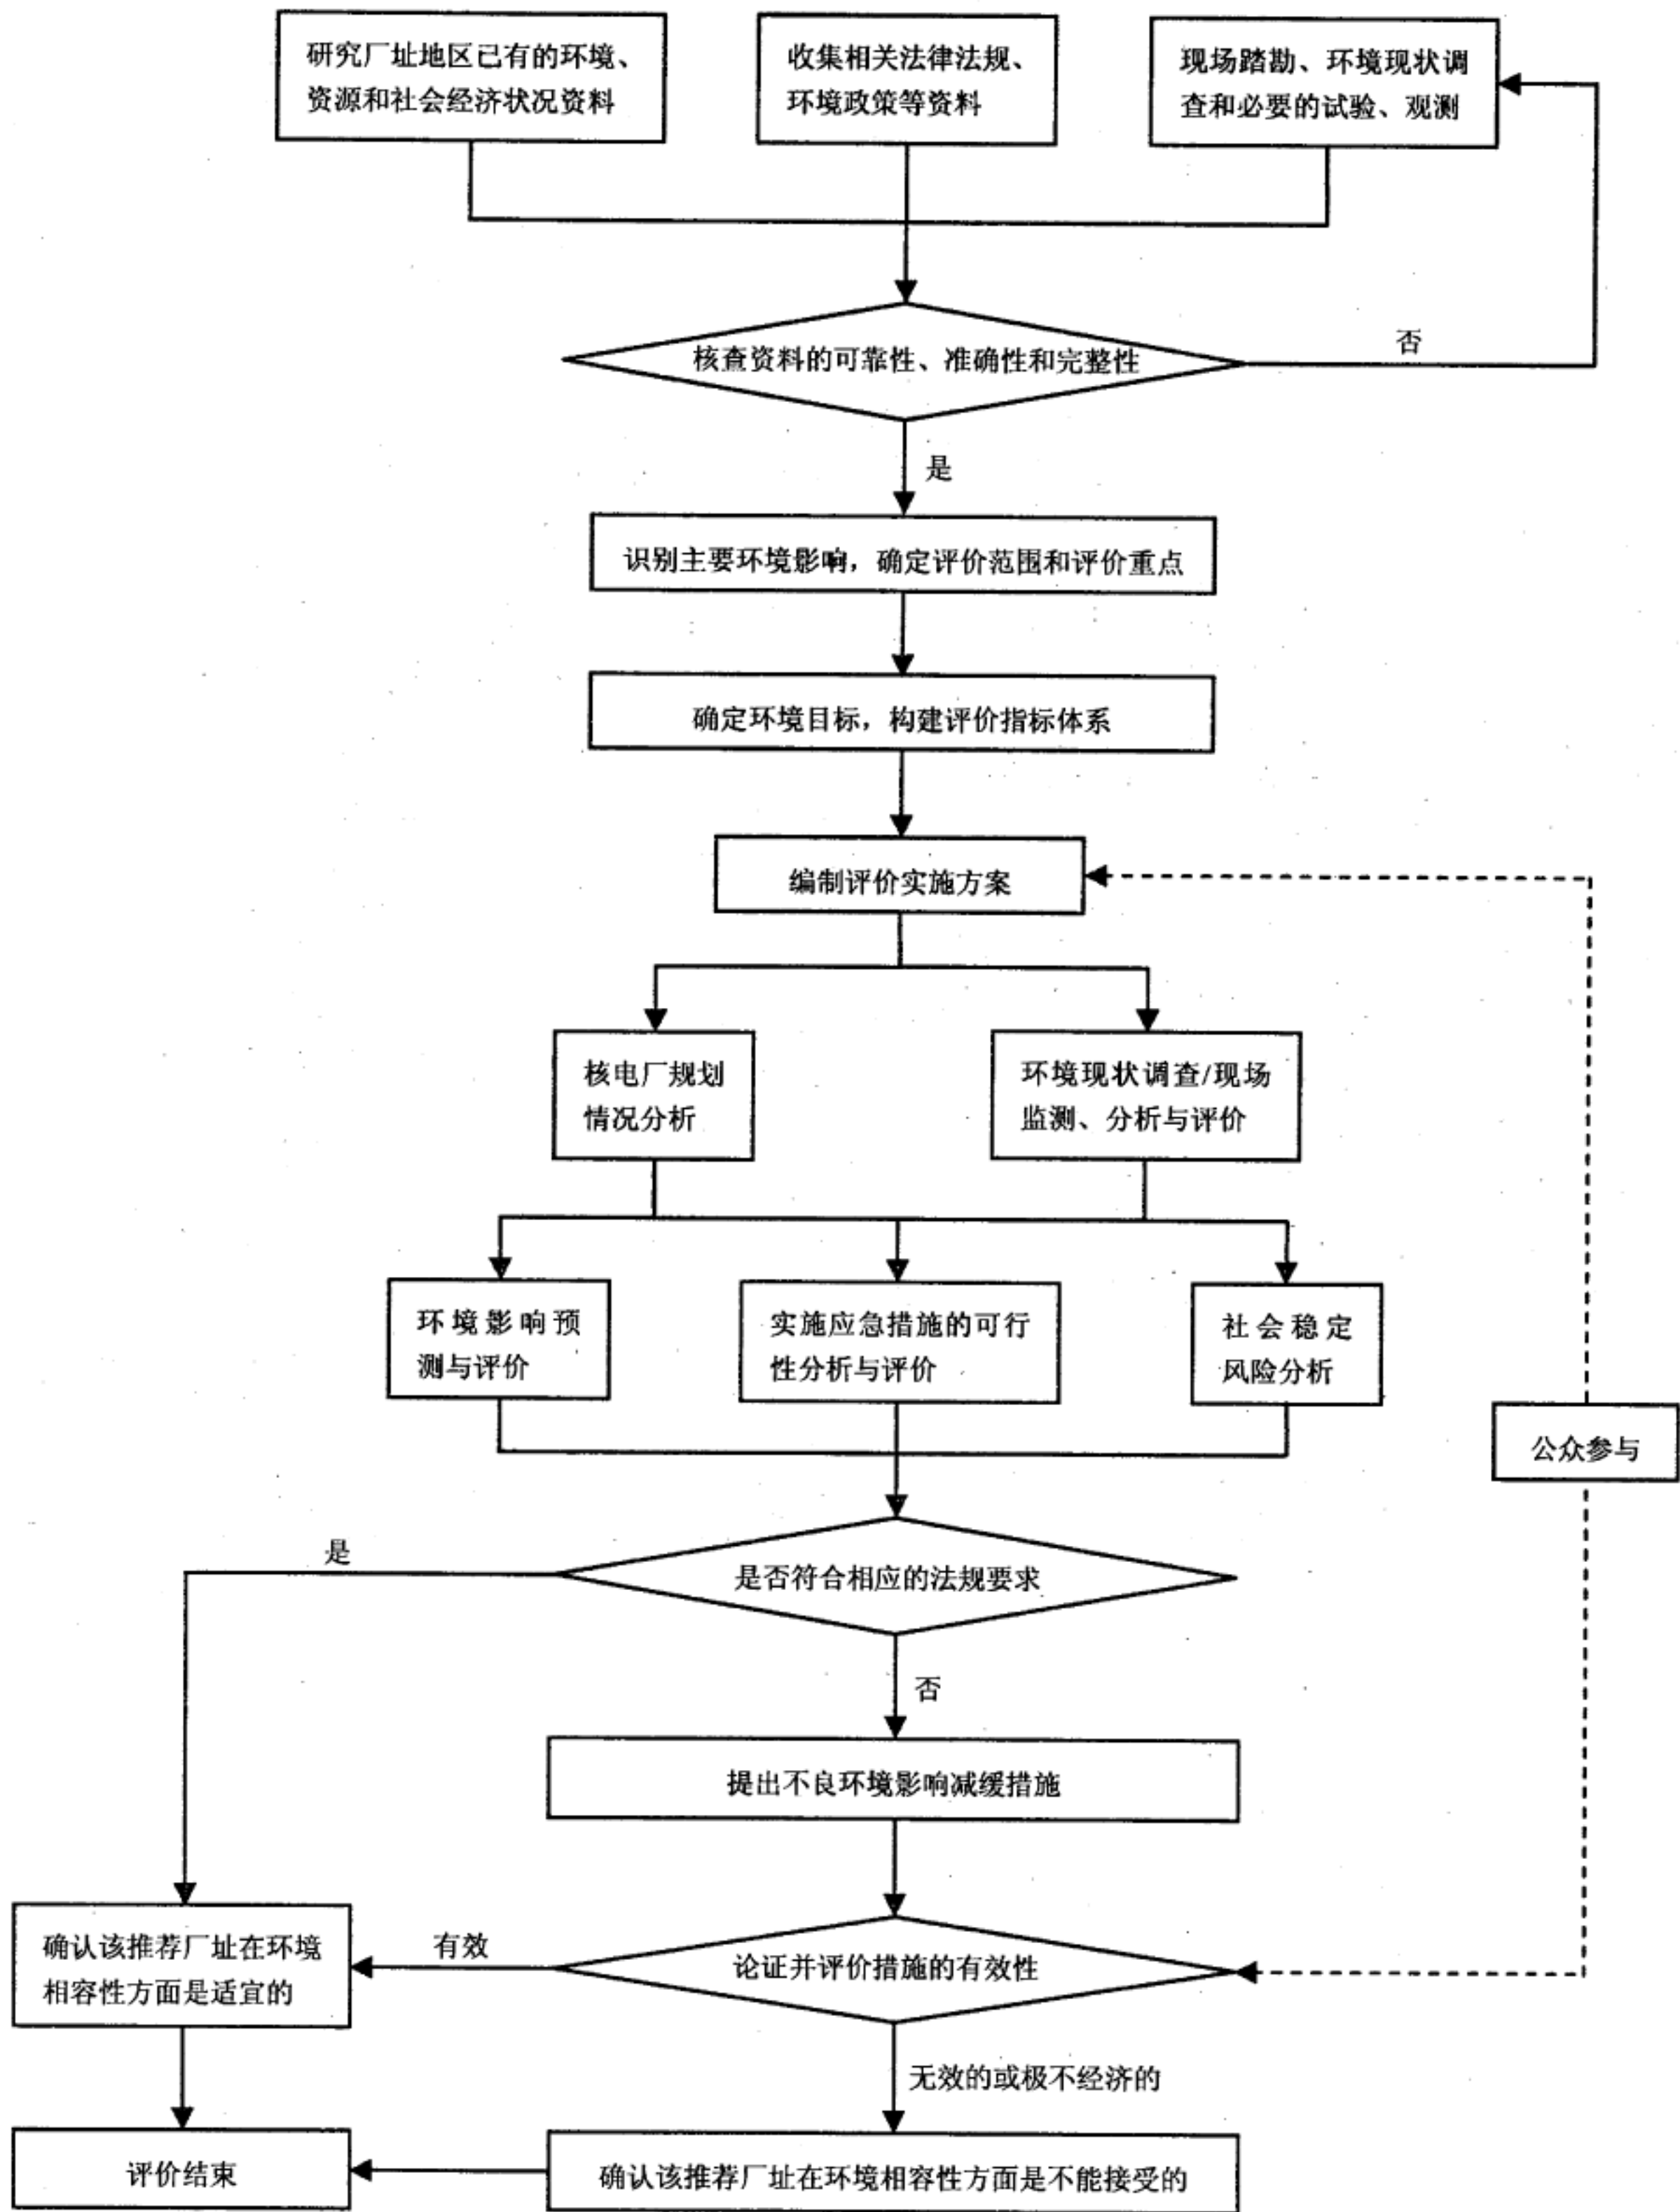 研究厂址地区已有的环境、
资源和社会经济状况资料
收集相关法律法规、
环境政策等资料
现场踏勘、环境现状调
查和必要的试验、观测
核查资料的可靠性、准确性和完整性
否
是
识别主要环境影响，确定评价范围和评价重点
确定环境目标，构建评价指标体系
编制评价实施方案
核电厂规划
情况分析
环境现状调查/现场
监测、分析与评价
环境影响预
测与评价
实施应急措施的可行
性分析与评价
社会稳定
风险分析
公众参与
是
是否符合相应的法规要求
否
提出不良环境影响减缓措施
确认该推荐厂址在环境
相容性方面是适宜的
有效
论证并评价措施的有效性
无效的或极不经济的
评价结束
确认该推荐厂址在环境相容性方面是不能接受的